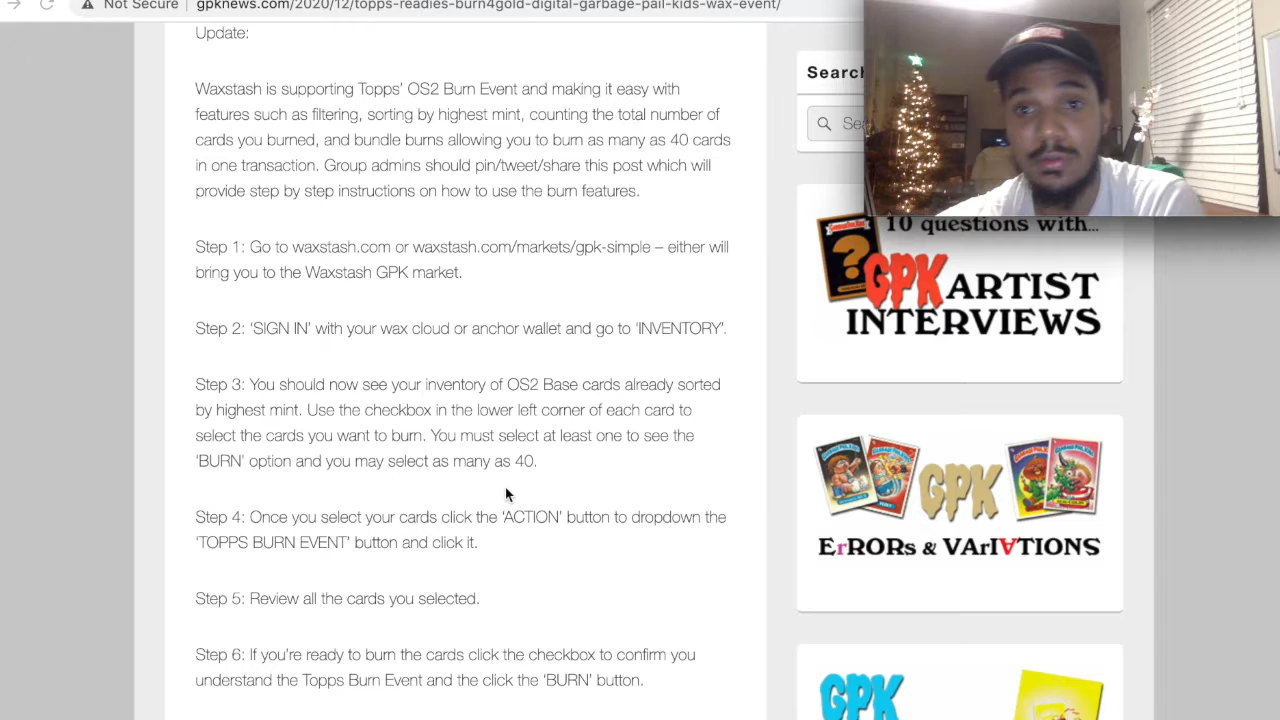 Not Secure gpknews.com/2020/12/topps-readies-burn4gold-digital-garbage-pail-kids-wax-event/
Update:
Waxstash is supporting Topps' OS2 Burn Event and making it easy with
features such as filtering, sorting by highest mint, counting the total number of
cards you burned, and bundle burns allowing you to burn as many as 40 cards
in one transaction. Group admins should pin/tweet/share this post which will
provide step by step instructions on how to use the burn features.
Step 1: Go to waxstash.com or waxstash.com/markets/gpk-simple – either will
bring you to the Waxstash GPK market.
Step 2: ‘SIGN IN’ with your wax cloud or anchor wallet and go to ‘INVENTORY’.
Step 3: You should now see your inventory of OS2 Base cards already sorted
by highest mint. Use the checkbox in the lower left corner of each card to
select the cards you want to burn. You must select at least one to see the
‘BURN’ option and you may select as many as 40.
Step 4: Once you select your cards click the ‘ACTION’ button to dropdown the
‘TOPPS BURN EVENT’ button and click it.
Step 5: Review all the cards you selected.
Step 6: If you're ready to burn the cards click the checkbox to confirm you
understand the Topps Burn Event and the click the ‘BURN’ button.
Search
Sea
10 questions with...
?
GPK ARTIST
INTERVIEWS
GPK
ErRORs & VArI∀TIONS
GPK